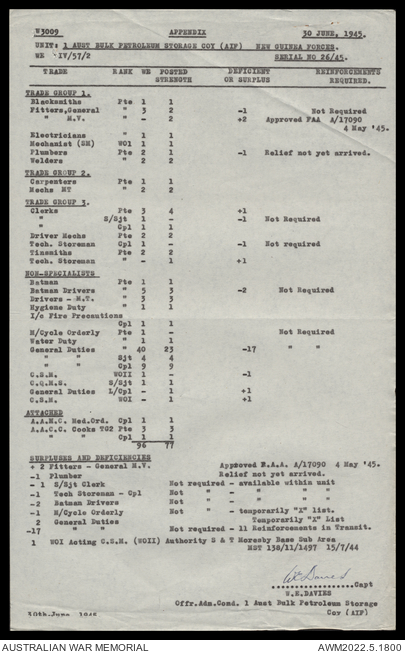 W3009 APPENDIX 30 JUNE, 1945.
UNIT: 1 AUST BULK PETROLEUM STORAGE COY (AIF) NEW GUINEA FORCES.
WE IV/57/2 SERIAL NO 26/45.
TRADE RANK WE POSTED STRENGTH DEFICIENT OR SURPLUS REINFORCEMENTS REQUIRED.
TRADE GROUP 1.
Blacksmiths Pte 1 1
Fitters,General " 3 2 -1 Not Required
" M.V. " - 2 +2 Approved FAA A/17090
4 May '45.
Electricians " 1 1
Mechanist (EM) WO1 1 1
Plumbers Pte 2 1 -1 Relief not yet arrived.
Welders " 2 2
TRADE GROUP 2.
Carpenters Pte 1 1
Mechs MT " 2 2
TRADE GROUP 3.
Clerks Pte 3 4 +1
" S/Sjt 1 - -1 Not Required
" Cpl 1 1
Driver Mechs Pte 2 2
Tech. Storeman Cpl 1 - -1 Not required
Tinsmiths Pte 2 2
Tech. Storeman " - 1 +1
NON-SPECIALISTS
Batman Pte 1 1
Batman Drivers " 5 3 -2 Not Required
Drivers - M.T. " 3 3
Hygiene Duty " 1 1
I/c Fire Precautions
Cpl 1 1
M/Cycle Orderly Pte 1 - Not Required
Water Duty " 1 1
General Duties " 40 23 -17 " "
" " Sjt 4 4
" " Cpl 9 9
C.S.M. WOII 1 - -1
C.Q.M.S. S/Sjt 1 1
General Duties L/Cpl - 1 +1
C.S.M. WOI - 1 +1
ATTACHED
A.A.M.C. Med.Ord. Cpl 1 1
A.A.C.C. Cooks TG2 Pte 3 3
" " Cpl 1 1
96 77
SURPLUSES AND DEFICIENCIES
+ 2 Fitters - General M.V. Approved F.A.A. A/17090 4 May '45.
-1 Plumber Relief not yet arrived.
- 1 S/Sjt Clerk Not required - available within unit
-1 Tech Storeman - Cpl Not " - " " "
-2 Batman Drivers Not " - " " "
-1 M/Cycle Orderly Not " - temporarily "X" list.
2 General Duties Temporarily "X" List
-17 " " Not required - 11 Reinforcements in Transit.
1 WOI Acting C.S.M. (WOII) Authority S & T Moresby Base Sub Area
MST 138/11/1497 15/7/44
WE Davies
Capt
W.E.DAVIES
Offr.Adm.Comd. 1 Aust Bulk Petroleum Storage
Coy (AIF)
30th June 1945
AUSTRALIAN WAR MEMORIAL AWM2022.5.1800